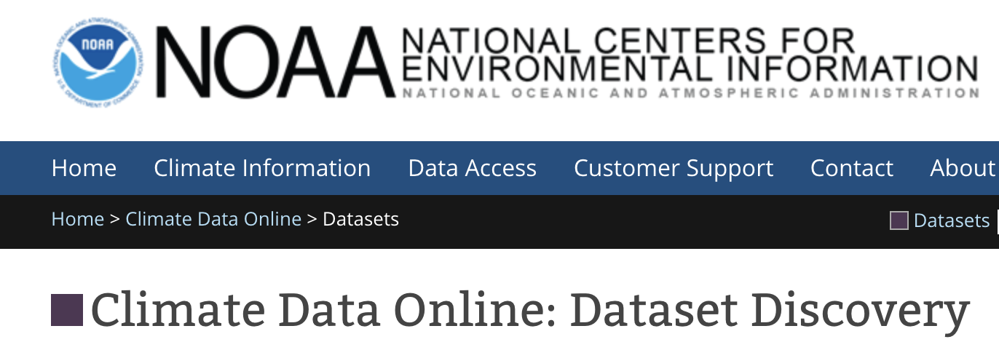 NATIONAL OCEANIC AND ATMOSPHERIC ADMINISTRATION
U.S. DEPARTMENT OF COMMERCE
NOAA
NOAA
NATIONAL CENTERS FOR
ENVIRONMENTAL INFORMATION
NATIONAL OCEANIC AND ATMOSPHERIC ADMINISTRATION
Home Climate Information Data Access Customer Support Contact About
Home > Climate Data Online > Datasets Datasets
Climate Data Online: Dataset Discovery